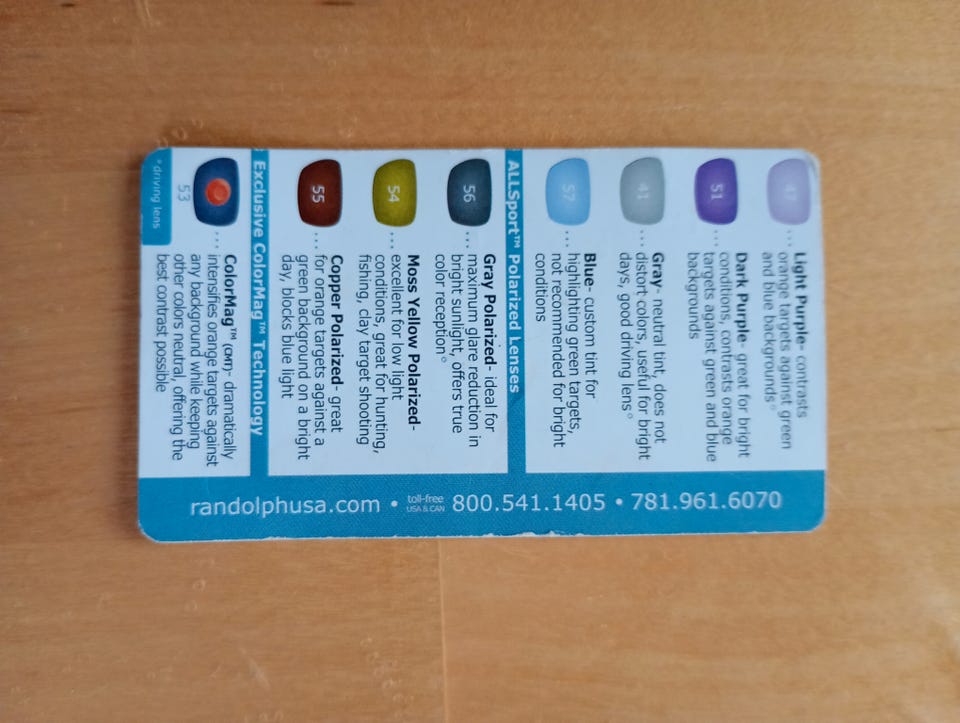 47
Light Purple- contrasts
orange targets against green
and blue backgrounds°
51
Dark Purple- great for bright
conditions, contrasts orange
targets against green and blue
backgrounds
41
Gray- neutral tint, does not
distort colors, useful for bright
days, good driving lens°
57
Blue- custom tint for
highlighting green targets,
not recommended for bright
conditions
ALLSport™ Polarized Lenses
56
Gray Polarized- ideal for
maximum glare reduction in
bright sunlight, offers true
color reception°
54
Moss Yellow Polarized-
excellent for low light
conditions, great for hunting,
fishing, clay target shooting
55
Copper Polarized- great
for orange targets against a
green background on a bright
day, blocks blue light
Exclusive ColorMag™ Technology
53
ColorMag™ (CM)- dramatically
intensifies orange targets against
any background while keeping
other colors neutral, offering the
best contrast possible
°driving lens
randolphusa.com • toll-free USA & CAN 800.541.1405 • 781.961.6070